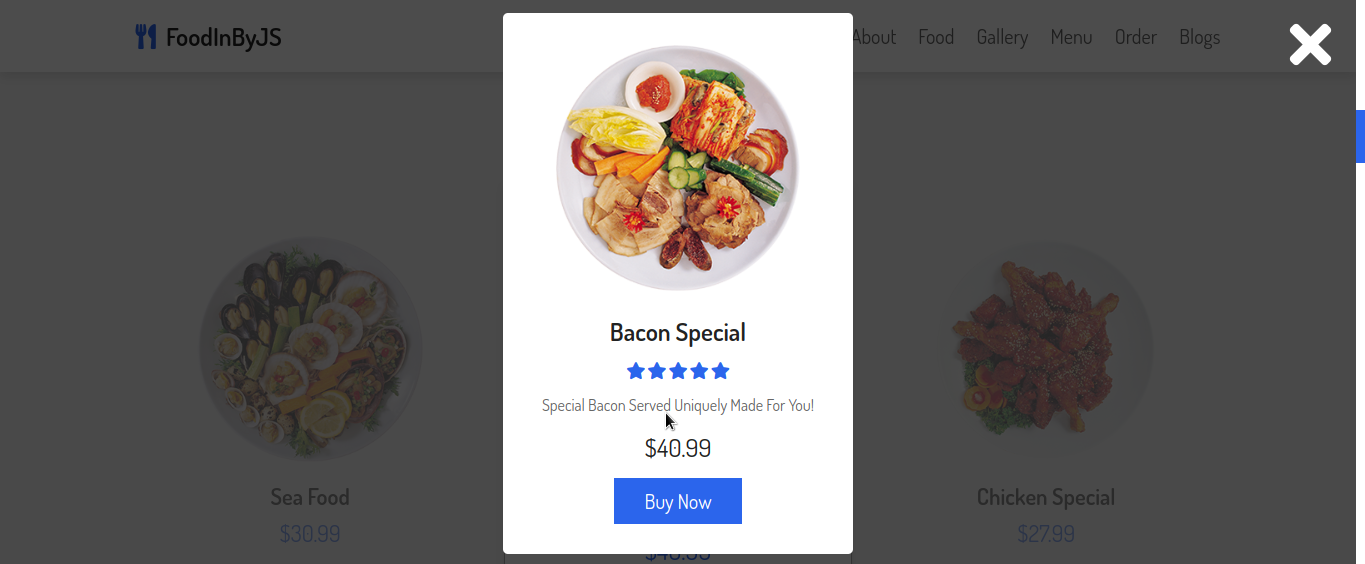 FoodInByJS
About Food Gallery Menu Order Blogs
Bacon Special
Special Bacon Served Uniquely Made For You!
$40.99
Buy Now
Sea Food
$30.99
Chicken Special
$27.99